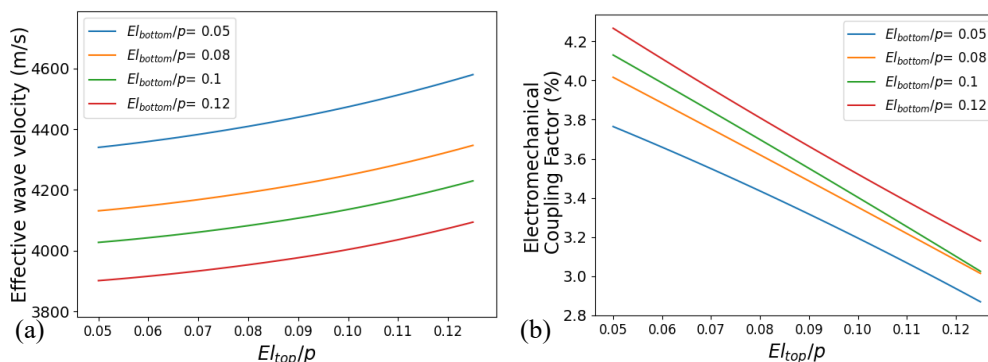 Effective wave velocity (m/s)
4600
4400
4200
4000
3800
El_bottom/p= 0.05
El_bottom/p= 0.08
El_bottom/p= 0.1
El_bottom/p= 0.12
0.05 0.06 0.07 0.08 0.09 0.10 0.11 0.12
El_top/p
(a)
Electromechanical
Coupling Factor (%)
4.2
4.0
3.8
3.6
3.4
3.2
3.0
2.8
El_bottom/p= 0.05
El_bottom/p= 0.08
El_bottom/p= 0.1
El_bottom/p= 0.12
0.05 0.06 0.07 0.08 0.09 0.10 0.11 0.12
El_top/p
(b)